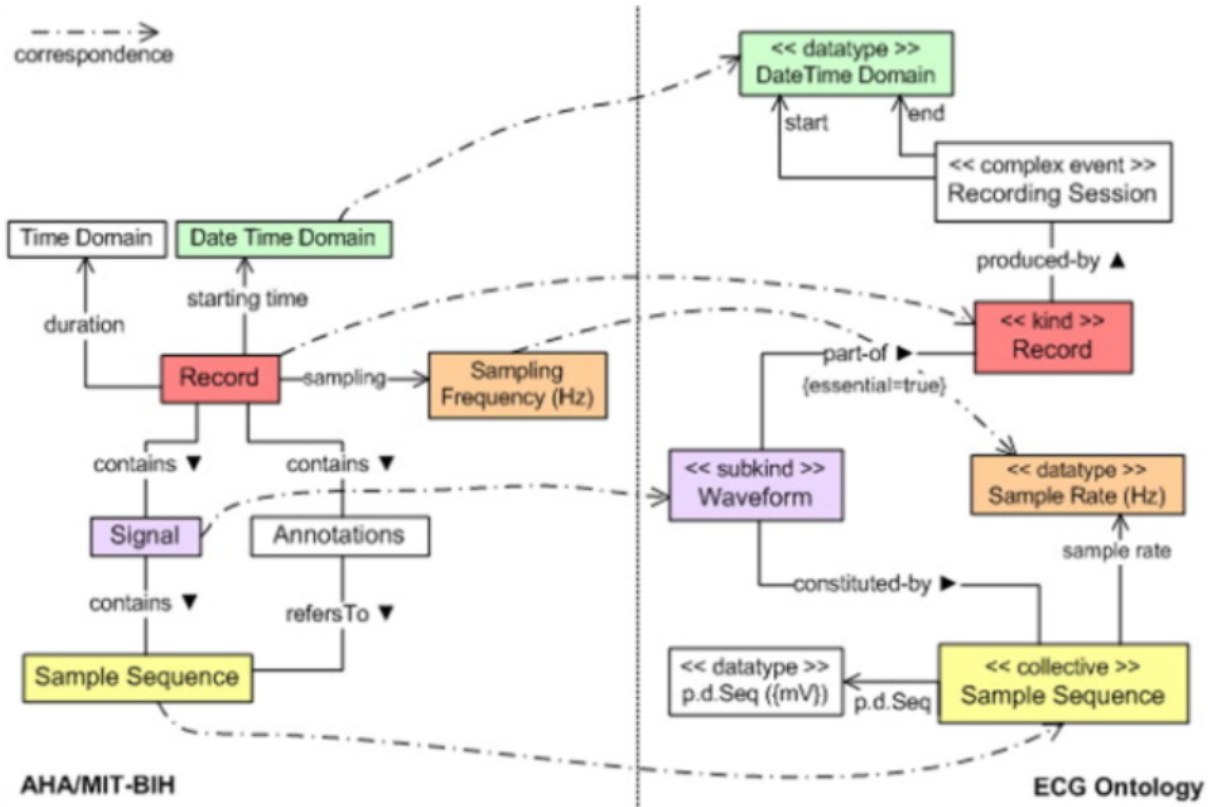 correspondence
Time Domain
Date Time Domain
starting time
duration
Record
sampling
Sampling
Frequency (Hz)
contains ▼
contains ▼
Signal
Annotations
contains ▼
refersTo ▼
Sample Sequence
AHA/MIT-BIH
<< datatype >>
DateTime Domain
start
end
<< complex event >>
Recording Session
produced-by ▲
<< kind >>
Record
part-of ►
{essential=true}
<< subkind >>
Waveform
<< datatype >>
Sample Rate (Hz)
sample rate
constituted-by ►
<< datatype >>
p.d.Seq ({mV})
p.d.Seq
<< collective >>
Sample Sequence
ECG Ontology